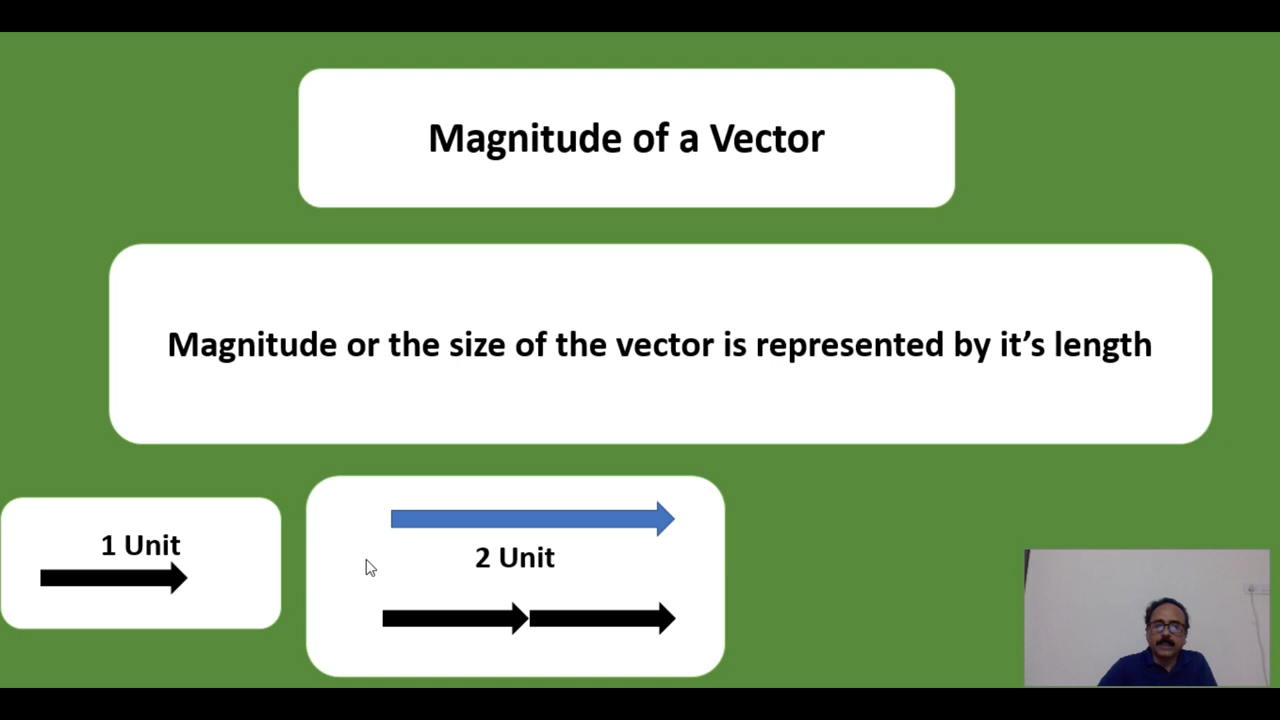 Magnitude of a Vector
Magnitude or the size of the vector is represented by it’s length
1 Unit
2 Unit